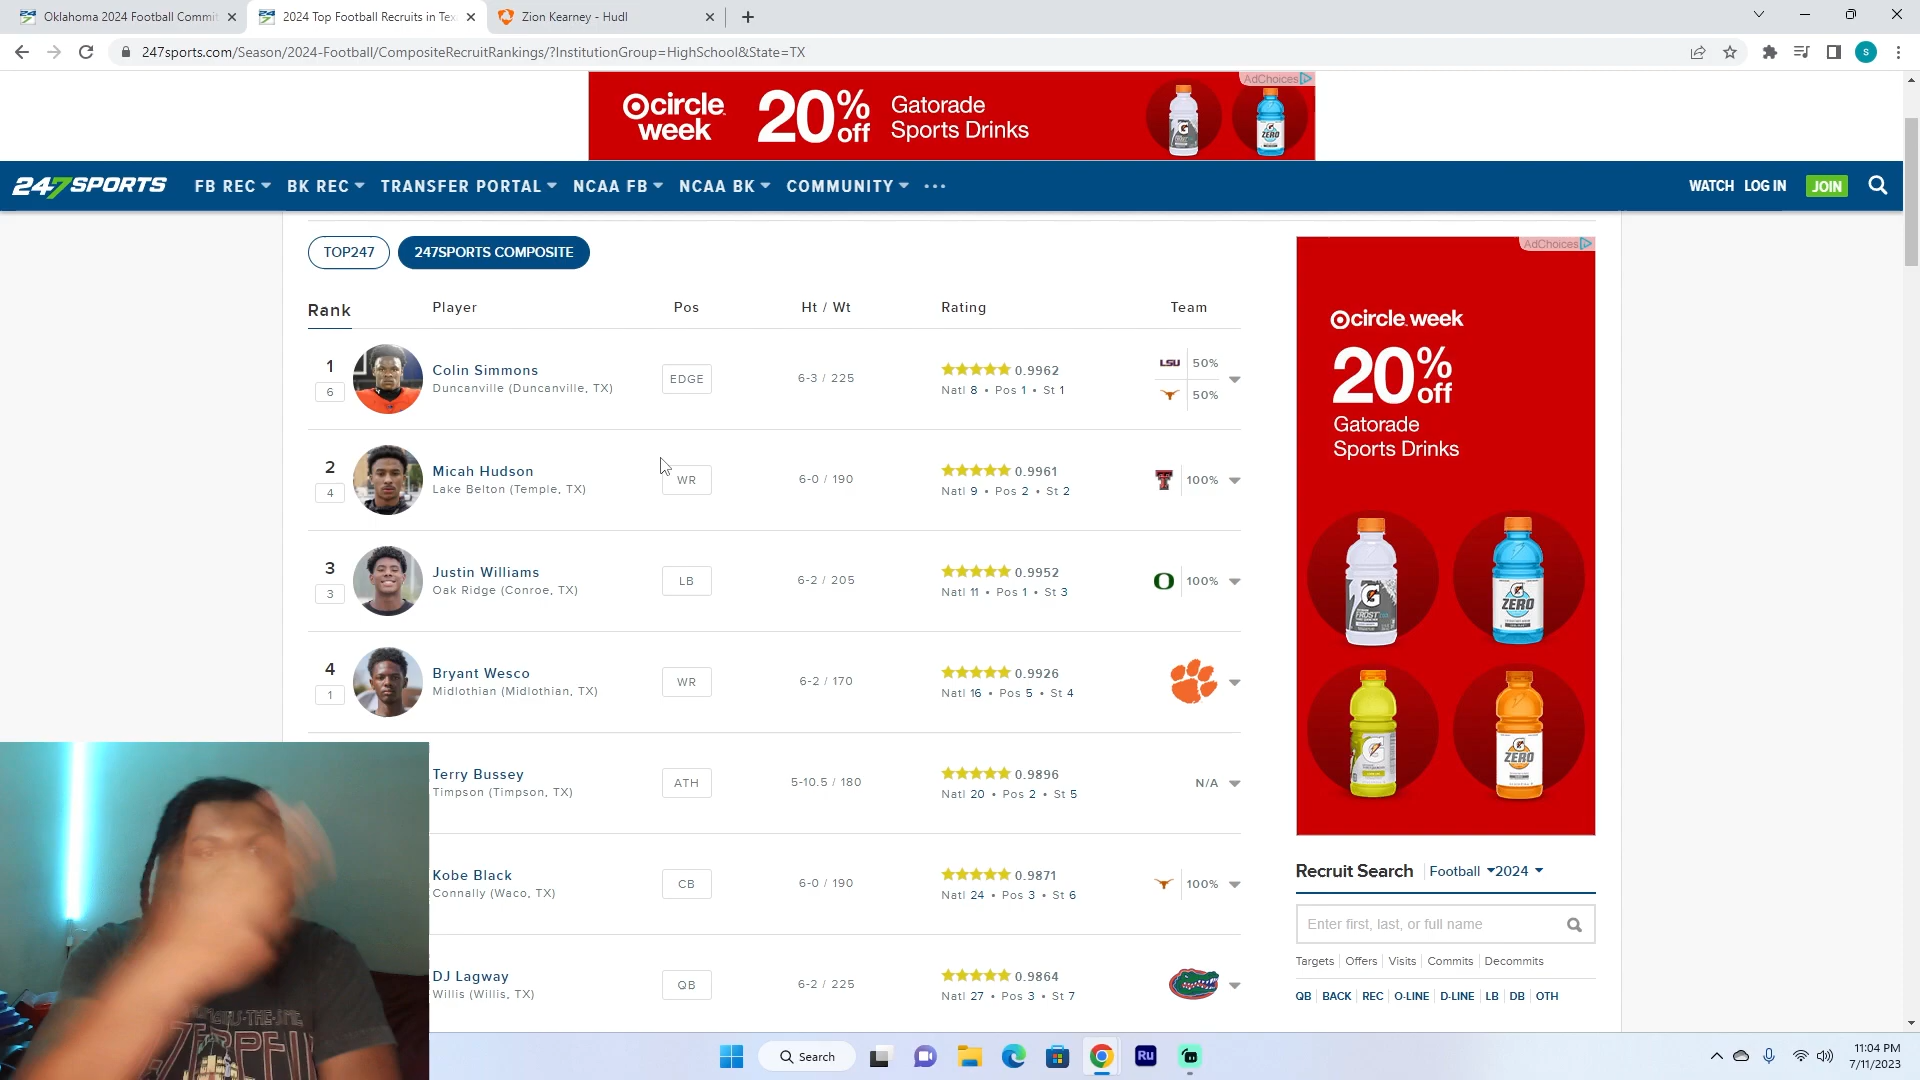 Oklahoma 2024 Football Commit
2024 Top Football Recruits in Tex
Zion Kearney - Hudl
247sports.com/Season/2024-Football/CompositeRecruitRankings/?InstitutionGroup=HighSchool&State=TX
S
AdChoices
circle week
20% off
Gatorade
Sports Drinks
247SPORTS FB REC BK REC TRANSFER PORTAL NCAA FB NCAA BK COMMUNITY WATCH LOG IN JOIN
TOP247 247SPORTS COMPOSITE
Rank Player Pos Ht / Wt Rating Team
1 Colin Simmons EDGE 6-3 / 225 0.9962 LSU 50%
6 Duncanville (Duncanville, TX) Natl 8 • Pos 1 • St 1 50%
2 Micah Hudson WR 6-0 / 190 0.9961 100%
4 Lake Belton (Temple, TX) Natl 9 • Pos 2 • St 2
3 Justin Williams LB 6-2 / 205 0.9952 100%
3 Oak Ridge (Conroe, TX) Natl 11 • Pos 1 • St 3
4 Bryant Wesco WR 6-2 / 170 0.9926
1 Midlothian (Midlothian, TX) Natl 16 • Pos 5 • St 4
Terry Bussey ATH 5-10.5 / 180 0.9896 N/A
Timpson (Timpson, TX) Natl 20 • Pos 2 • St 5
Kobe Black CB 6-0 / 190 0.9871 100%
Connally (Waco, TX) Natl 24 • Pos 3 • St 6
DJ Lagway QB 6-2 / 225 0.9864
Willis (Willis, TX) Natl 27 • Pos 3 • St 7
AdChoices
circle week
20% off
Gatorade
Sports Drinks
ZERO
ZERO
Recruit Search Football 2024
Enter first, last, or full name
Targets Offers Visits Commits Decommits
QB BACK REC O-LINE D-LINE LB DB OTH
Search
Ru
11:04 PM
7/11/2023